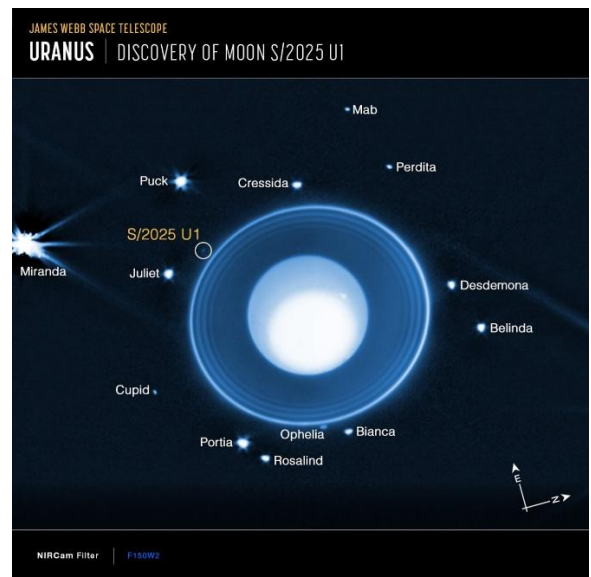 JAMES WEBB SPACE TELESCOPE
URANUS | DISCOVERY OF MOON S/2025 U1
Mab
Perdita
Puck
Cressida
S/2025 U1
Miranda
Juliet
Desdemona
Belinda
Cupid
Ophelia
Bianca
Portia
Rosalind
E
N
NIRCam Filter | F150W2